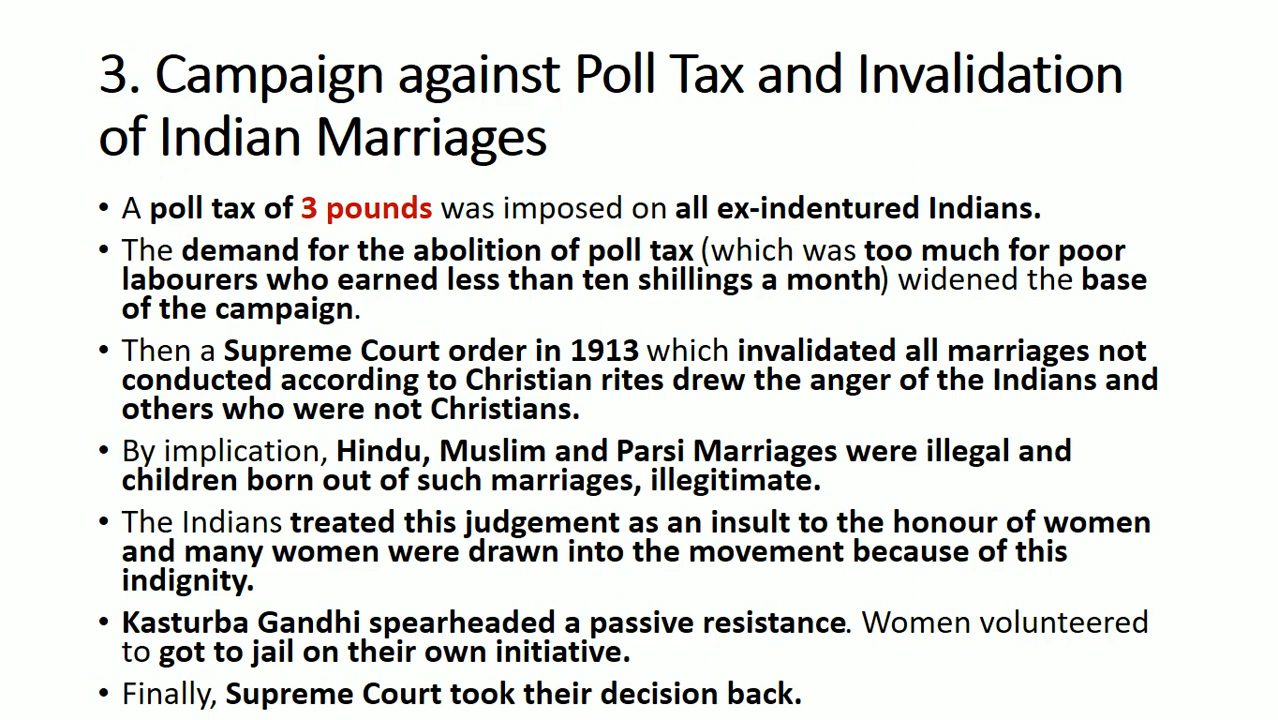 3. Campaign against Poll Tax and Invalidation
of Indian Marriages
• A poll tax of 3 pounds was imposed on all ex-indentured Indians.
• The demand for the abolition of poll tax (which was too much for poor
labourers who earned less than ten shillings a month) widened the base
of the campaign.
• Then a Supreme Court order in 1913 which invalidated all marriages not
conducted according to Christian rites drew the anger of the Indians and
others who were not Christians.
• By implication, Hindu, Muslim and Parsi Marriages were illegal and
children born out of such marriages, illegitimate.
• The Indians treated this judgement as an insult to the honour of women
and many women were drawn into the movement because of this
indignity.
• Kasturba Gandhi spearheaded a passive resistance. Women volunteered
to got to jail on their own initiative.
• Finally, Supreme Court took their decision back.